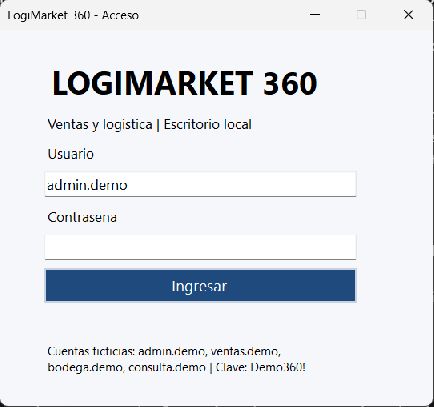 LogiMarket 360 - Acceso
LOGIMARKET 360
Ventas y logistica | Escritorio local
Usuario
admin.demo
Contrasena
Ingresar
Cuentas ficticias: admin.demo, ventas.demo,
bodega.demo, consulta.demo | Clave: Demo360!